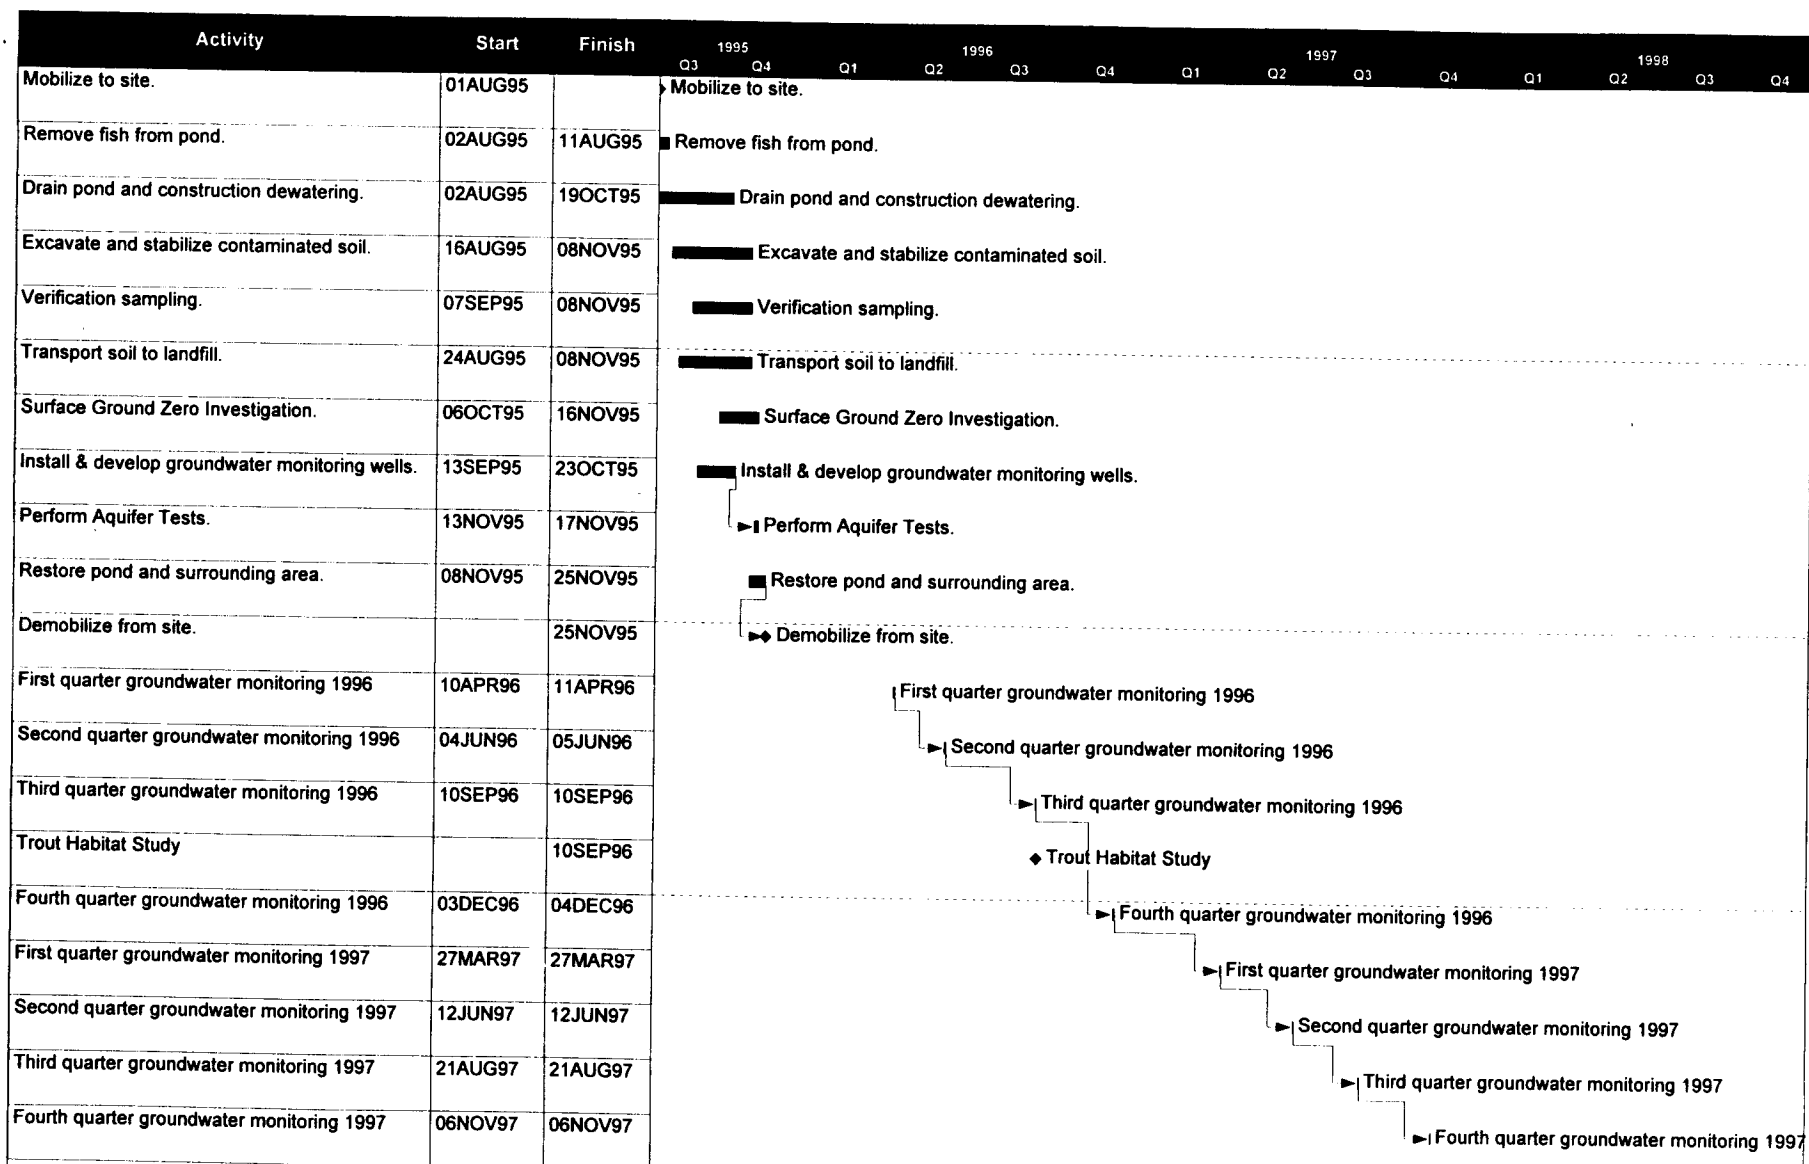 Activity Start Finish 1995 1996 1997 1998
Q3 Q4 Q1 Q2 Q3 Q4 Q1 Q2 Q3 Q4 Q1 Q2 Q3 Q4
Mobilize to site. 01AUG95 Mobilize to site.
Remove fish from pond. 02AUG95 11AUG95 Remove fish from pond.
Drain pond and construction dewatering. 02AUG95 19OCT95 Drain pond and construction dewatering.
Excavate and stabilize contaminated soil. 16AUG95 08NOV95 Excavate and stabilize contaminated soil.
Verification sampling. 07SEP95 08NOV95 Verification sampling.
Transport soil to landfill. 24AUG95 08NOV95 Transport soil to landfill.
Surface Ground Zero Investigation. 06OCT95 16NOV95 Surface Ground Zero Investigation.
Install & develop groundwater monitoring wells. 13SEP95 23OCT95 Install & develop groundwater monitoring wells.
Perform Aquifer Tests. 13NOV95 17NOV95 Perform Aquifer Tests.
Restore pond and surrounding area. 08NOV95 25NOV95 Restore pond and surrounding area.
Demobilize from site. 25NOV95 Demobilize from site.
First quarter groundwater monitoring 1996 10APR96 11APR96 First quarter groundwater monitoring 1996
Second quarter groundwater monitoring 1996 04JUN96 05JUN96 Second quarter groundwater monitoring 1996
Third quarter groundwater monitoring 1996 10SEP96 10SEP96 Third quarter groundwater monitoring 1996
Trout Habitat Study 10SEP96 Trout Habitat Study
Fourth quarter groundwater monitoring 1996 03DEC96 04DEC96 Fourth quarter groundwater monitoring 1996
First quarter groundwater monitoring 1997 27MAR97 27MAR97 First quarter groundwater monitoring 1997
Second quarter groundwater monitoring 1997 12JUN97 12JUN97 Second quarter groundwater monitoring 1997
Third quarter groundwater monitoring 1997 21AUG97 21AUG97 Third quarter groundwater monitoring 1997
Fourth quarter groundwater monitoring 1997 06NOV97 06NOV97 Fourth quarter groundwater monitoring 1997